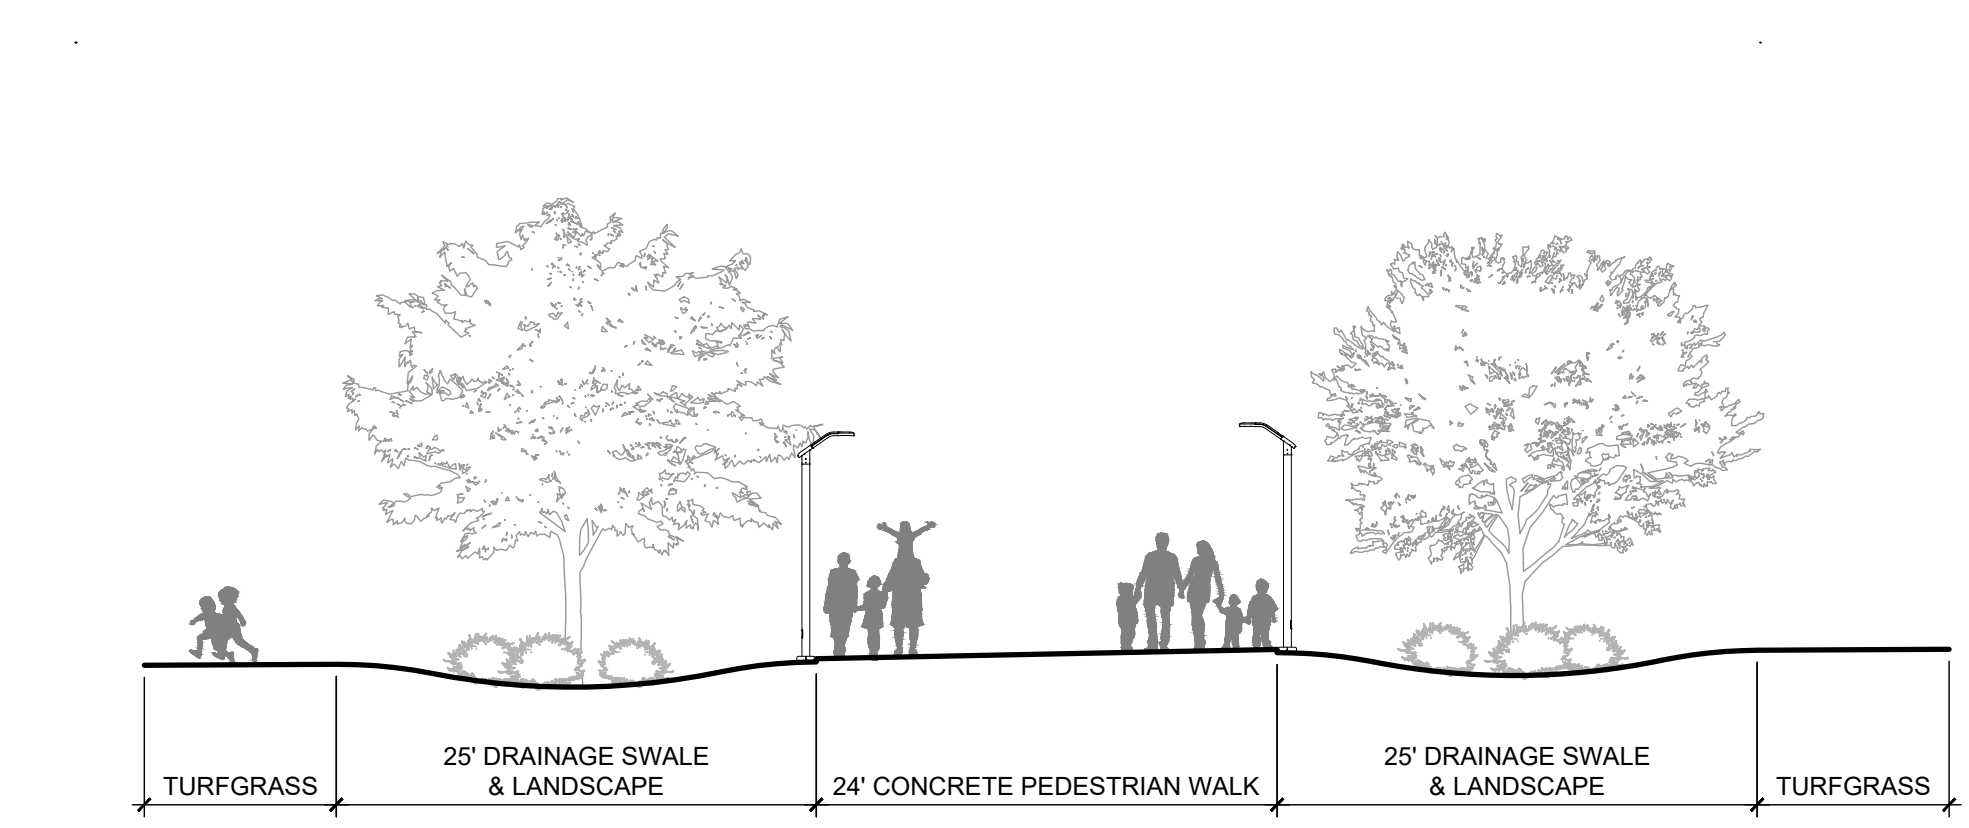 TURFGRASS
25' DRAINAGE SWALE
& LANDSCAPE
24' CONCRETE PEDESTRIAN WALK
25' DRAINAGE SWALE
& LANDSCAPE
TURFGRASS